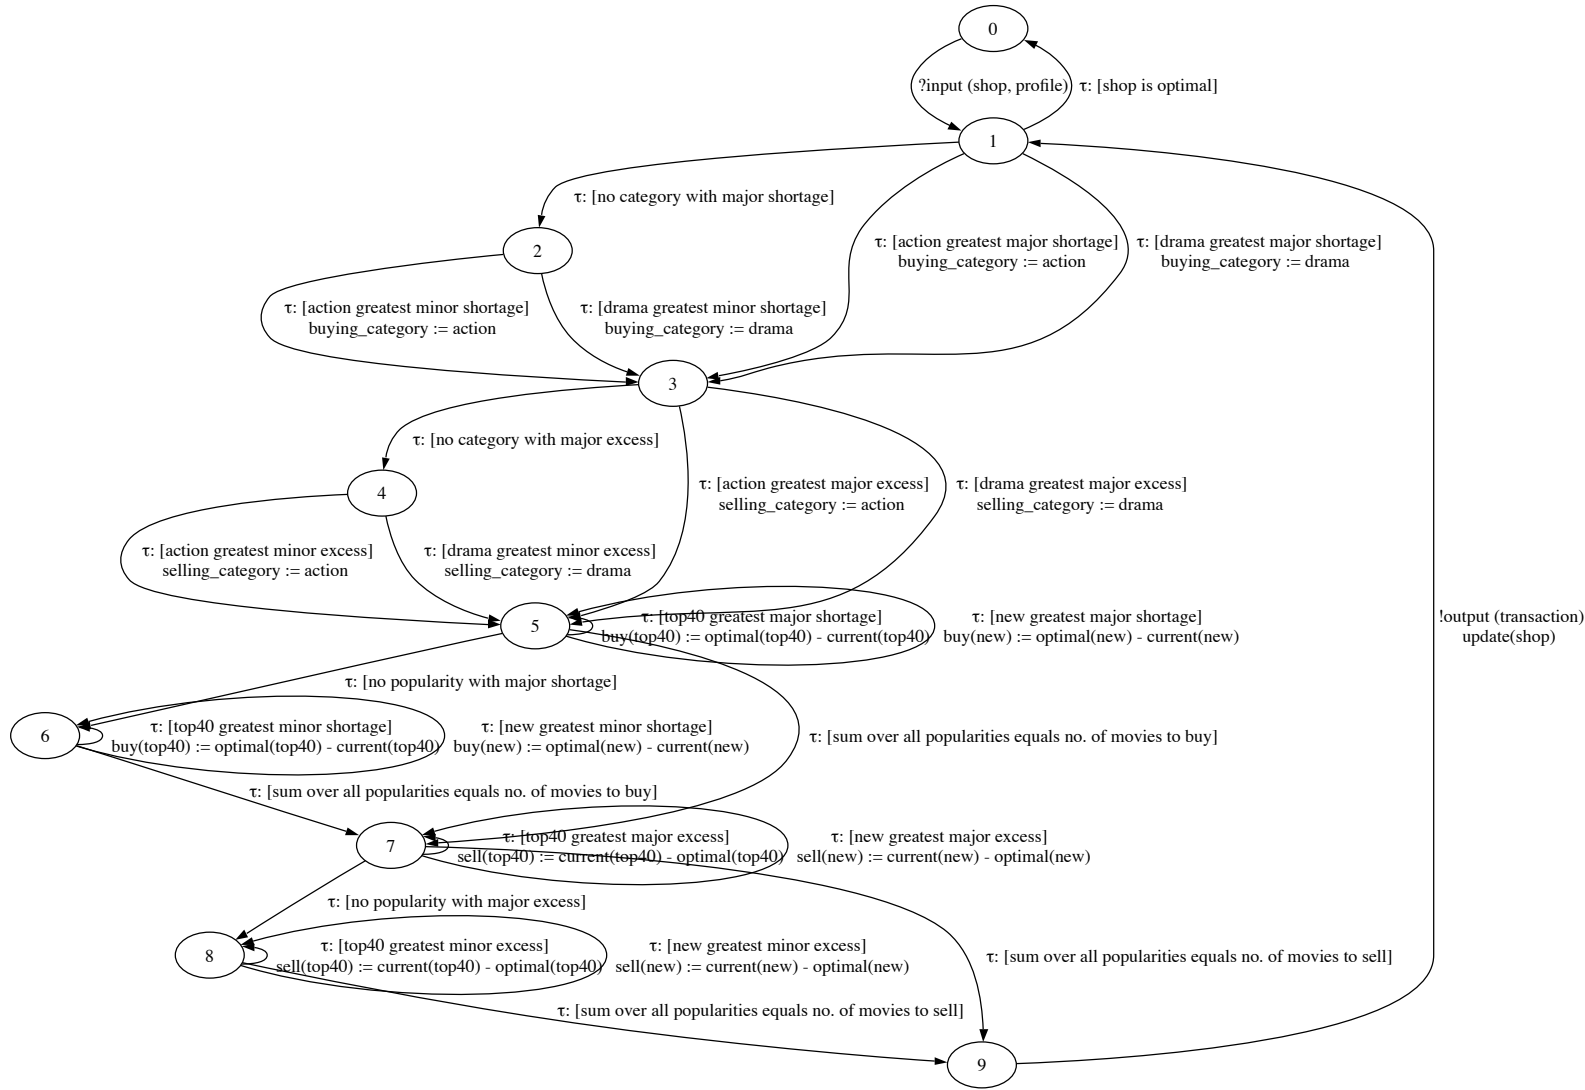 0
?input (shop, profile)
τ: [shop is optimal]
1
τ: [no category with major shortage]
τ: [action greatest major shortage]
buying_category := action
τ: [drama greatest major shortage]
buying_category := drama
2
τ: [action greatest minor shortage]
buying_category := action
τ: [drama greatest minor shortage]
buying_category := drama
3
τ: [no category with major excess]
τ: [action greatest major excess]
selling_category := action
τ: [drama greatest major excess]
selling_category := drama
4
τ: [action greatest minor excess]
selling_category := action
τ: [drama greatest minor excess]
selling_category := drama
5
τ: [top40 greatest major shortage]
buy(top40) := optimal(top40) - current(top40)
τ: [new greatest major shortage]
buy(new) := optimal(new) - current(new)
!output (transaction)
update(shop)
τ: [no popularity with major shortage]
6
τ: [top40 greatest minor shortage]
buy(top40) := optimal(top40) - current(top40)
τ: [new greatest minor shortage]
buy(new) := optimal(new) - current(new)
τ: [sum over all popularities equals no. of movies to buy]
τ: [sum over all popularities equals no. of movies to buy]
7
τ: [top40 greatest major excess]
sell(top40) := current(top40) - optimal(top40)
τ: [new greatest major excess]
sell(new) := current(new) - optimal(new)
τ: [no popularity with major excess]
8
τ: [top40 greatest minor excess]
sell(top40) := current(top40) - optimal(top40)
τ: [new greatest minor excess]
sell(new) := current(new) - optimal(new)
τ: [sum over all popularities equals no. of movies to sell]
τ: [sum over all popularities equals no. of movies to sell]
9